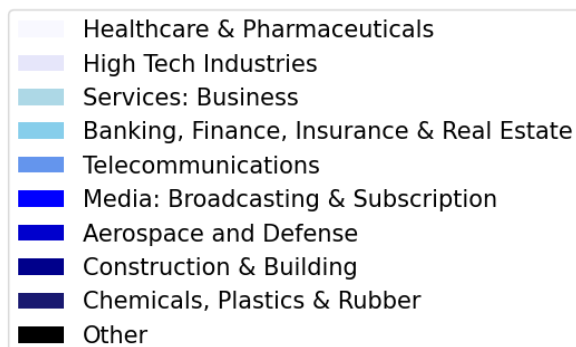 Healthcare & Pharmaceuticals
High Tech Industries
Services: Business
Banking, Finance, Insurance & Real Estate
Telecommunications
Media: Broadcasting & Subscription
Aerospace and Defense
Construction & Building
Chemicals, Plastics & Rubber
Other